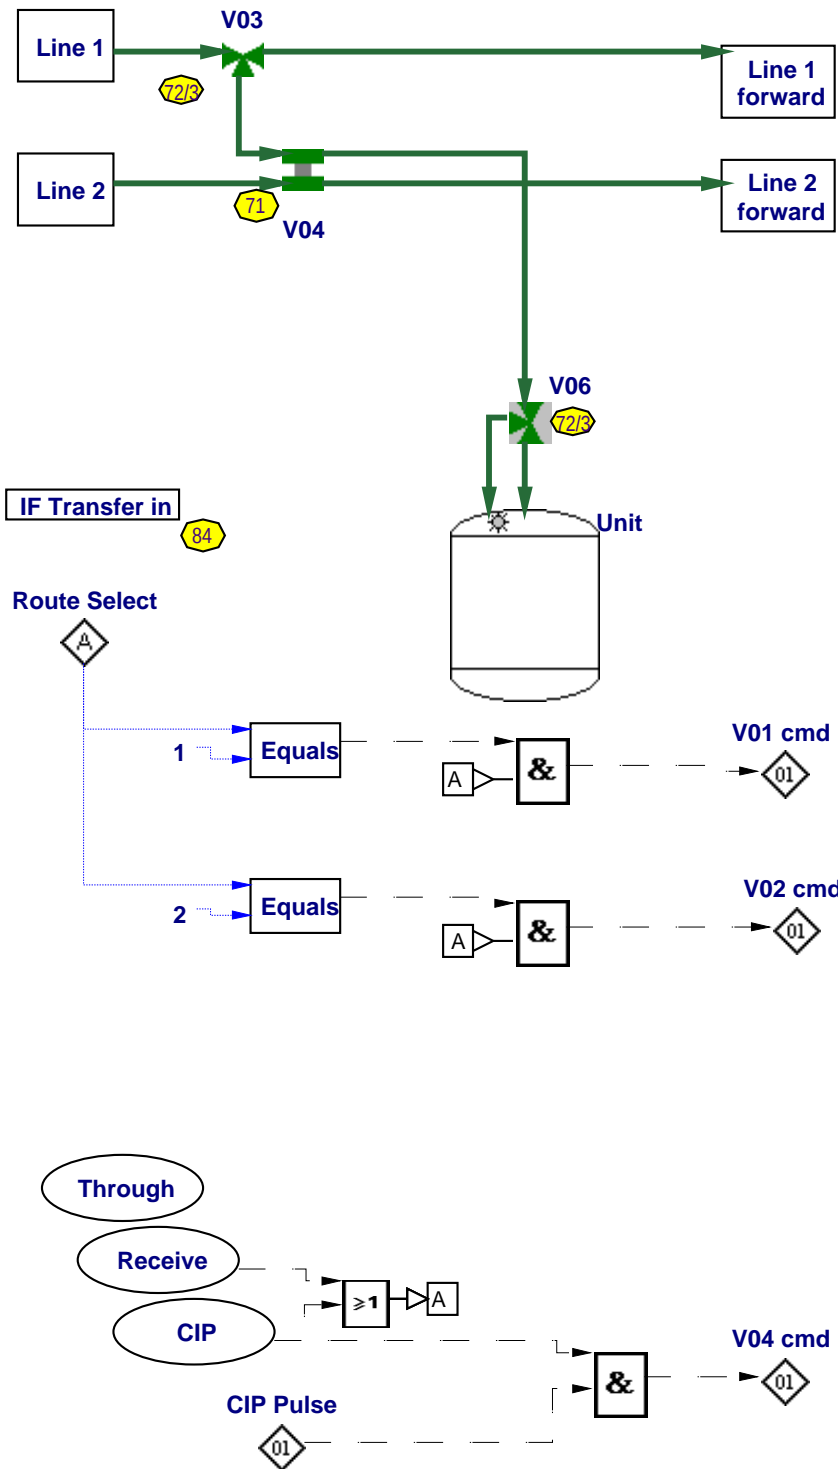 V03
Line 1
Line 1
forward
72/3
Line 2
71
V04
Line 2
forward
V06
72/3
IF Transfer in
84
Unit
Route Select
A
1
Equals
A
&
V01 cmd
01
2
Equals
A
&
V02 cmd
01
Through
Receive
≥1
A
CIP
V04 cmd
&
01
CIP Pulse
01